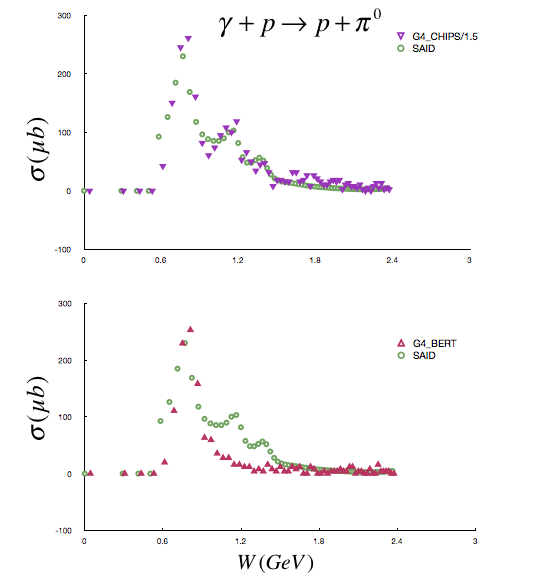 γ + p → p + π⁰
300
G4_CHIPS/1.5
SAID
200
100
0
-100
σ(μb)
0 0.6 1.2 1.8 2.4 3
300
G4_BERT
SAID
200
100
0
-100
σ(μb)
0 0.6 1.2 1.8 2.4 3
W(GeV)